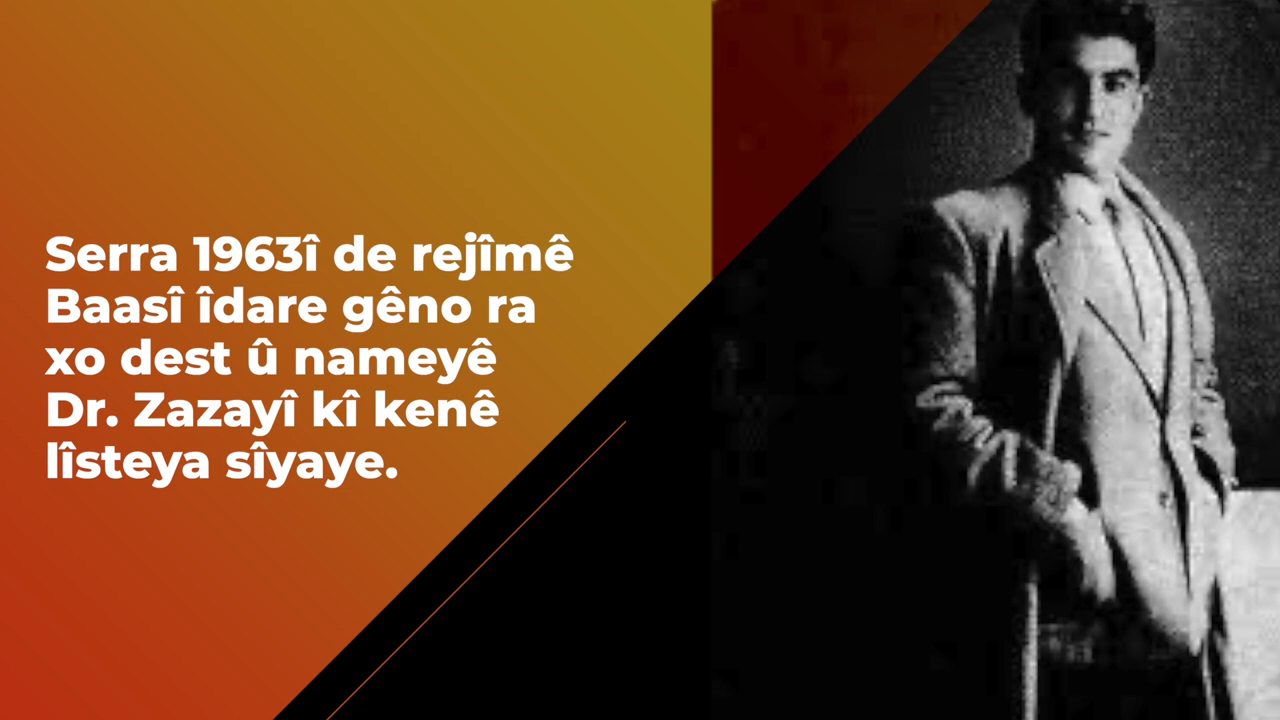 Serra 1963î de rejîmê
Baasî îdare gêno ra
xo dest û nameyê
Dr. Zazayî kî kenê
lîsteya sîyaye.